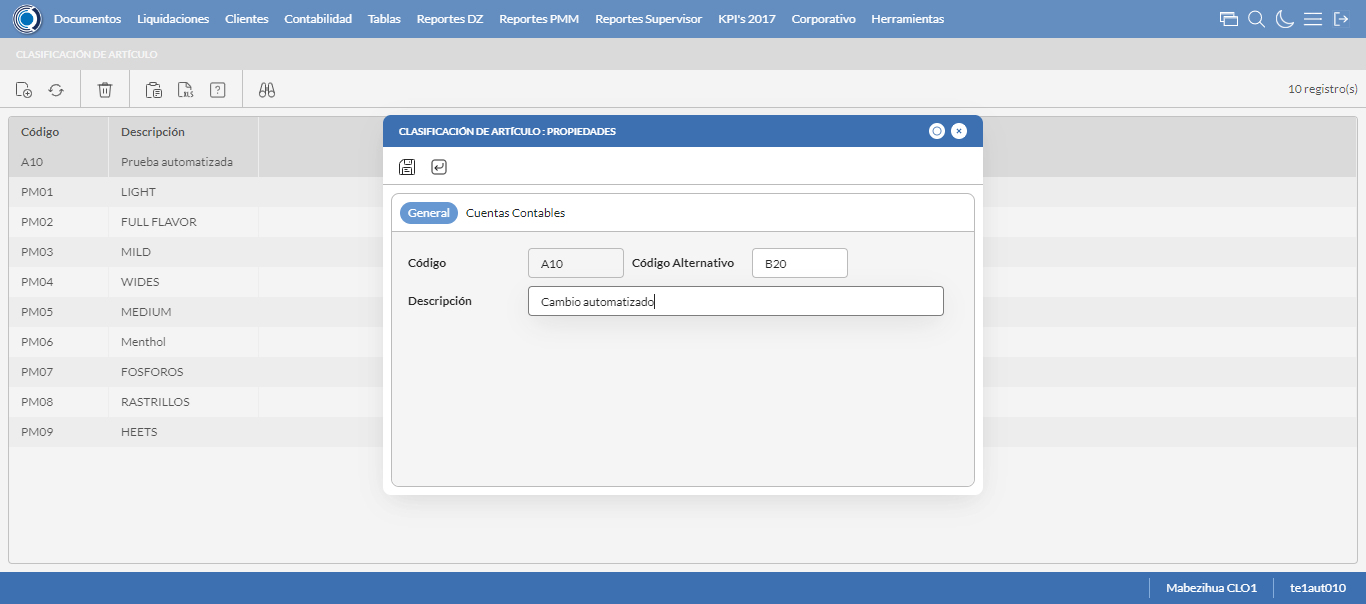 Documentos Liquidaciones Clientes Contabilidad Tablas Reportes DZ Reportes PMM Reportes Supervisor KPI's 2017 Corporativo Herramientas
CLASIFICACIÓN DE ARTÍCULO
XLS ? 10 registro(s)
Código Descripción
A10 Prueba automatizada
PM01 LIGHT
PM02 FULL FLAVOR
PM03 MILD
PM04 WIDES
PM05 MEDIUM
PM06 Menthol
PM07 FOSFOROS
PM08 RASTRILLOS
PM09 HEETS
CLASIFICACIÓN DE ARTÍCULO : PROPIEDADES
General Cuentas Contables
Código A10 Código Alternativo B20
Descripción Cambio automatizado
Mabezihua CLO1 te1aut010